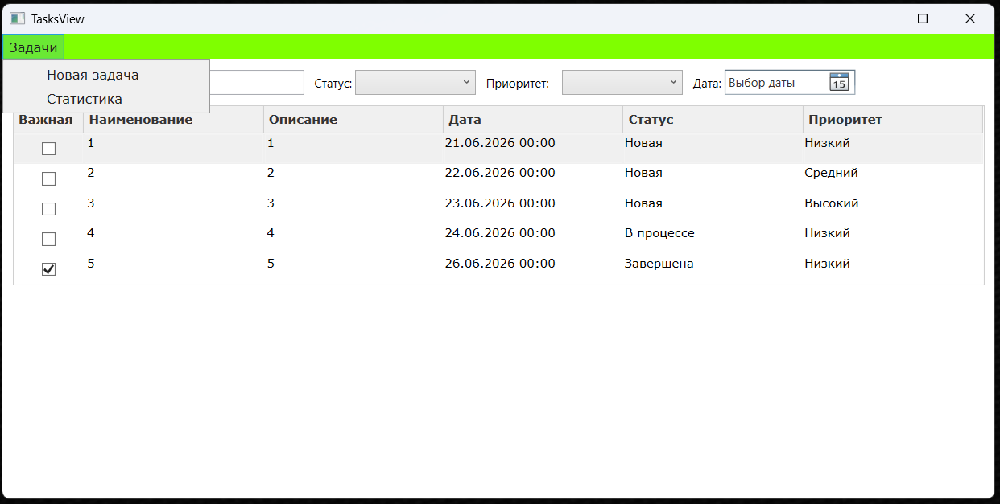 TasksView
Задачи
Новая задача
Статистика
Статус: Приоритет: Дата: Выбор даты 15
Важная Наименование Описание Дата Статус Приоритет
1 1 21.06.2026 00:00 Новая Низкий
2 2 22.06.2026 00:00 Новая Средний
3 3 23.06.2026 00:00 Новая Высокий
4 4 24.06.2026 00:00 В процессе Низкий
5 5 26.06.2026 00:00 Завершена Низкий